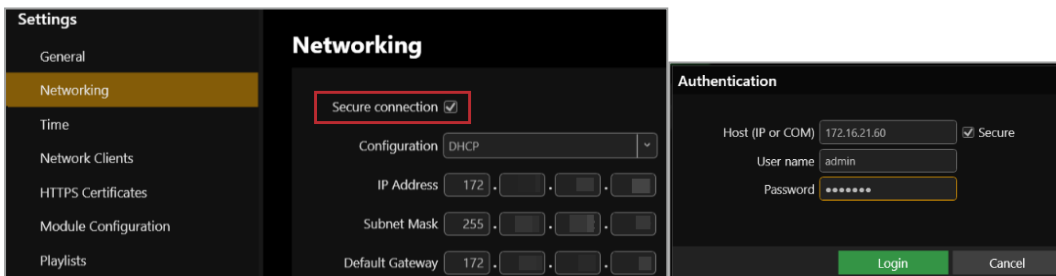 Settings
General
Networking
Time
Network Clients
HTTPS Certificates
Module Configuration
Playlists
Networking
Secure connection
Configuration DHCP
IP Address 172 . . .
Subnet Mask 255 . . .
Default Gateway 172 . . .
Authentication
Host (IP or COM) 172.16.21.60 Secure
User name admin
Password •••••••
Login Cancel